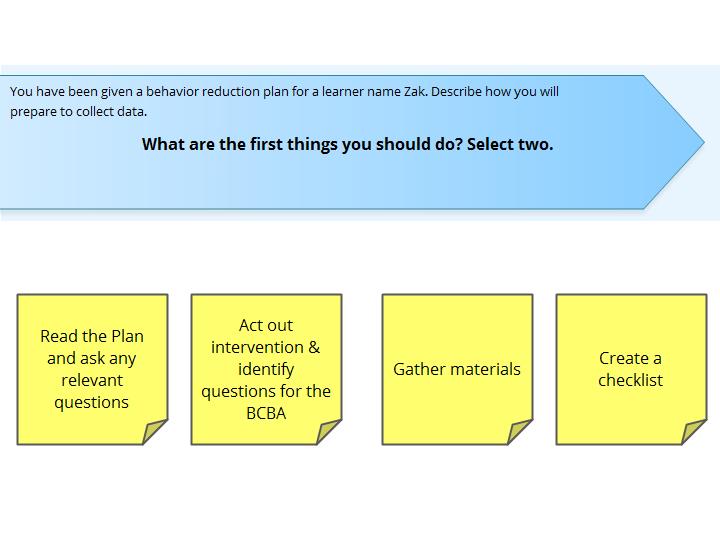 You have been given a behavior reduction plan for a learner name Zak. Describe how you will
prepare to collect data.
What are the first things you should do? Select two.
Read the Plan
and ask any
relevant
questions
Act out
intervention &
identify
questions for the
BCBA
Gather materials
Create a
checklist